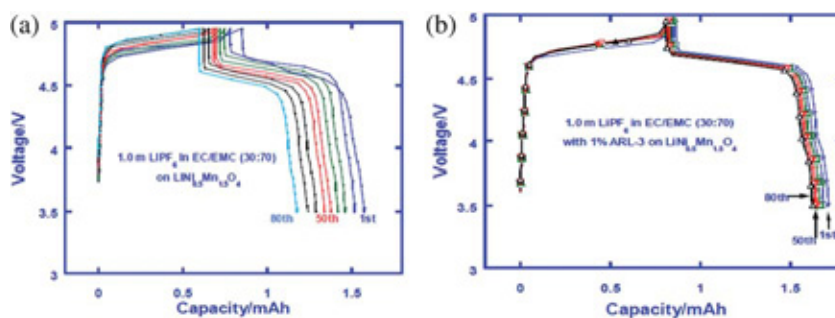 (a)
5
4.5
4
3.5
3
Voltage/V
1.0 m LiPF6 in EC/EMC (30:70)
on LiNi0.5Mn1.5O4
80th 50th 1st
0 0.5 1 1.5
Capacity/mAh
(b)
5
4.5
4
3.5
3
Voltage/V
1.0 m LiPF6 in EC/EMC (30:70)
with 1% ARL-3 on LiNi0.5Mn1.5O4
80th
50th
1st
0 0.5 1 1.5
Capacity/mAh